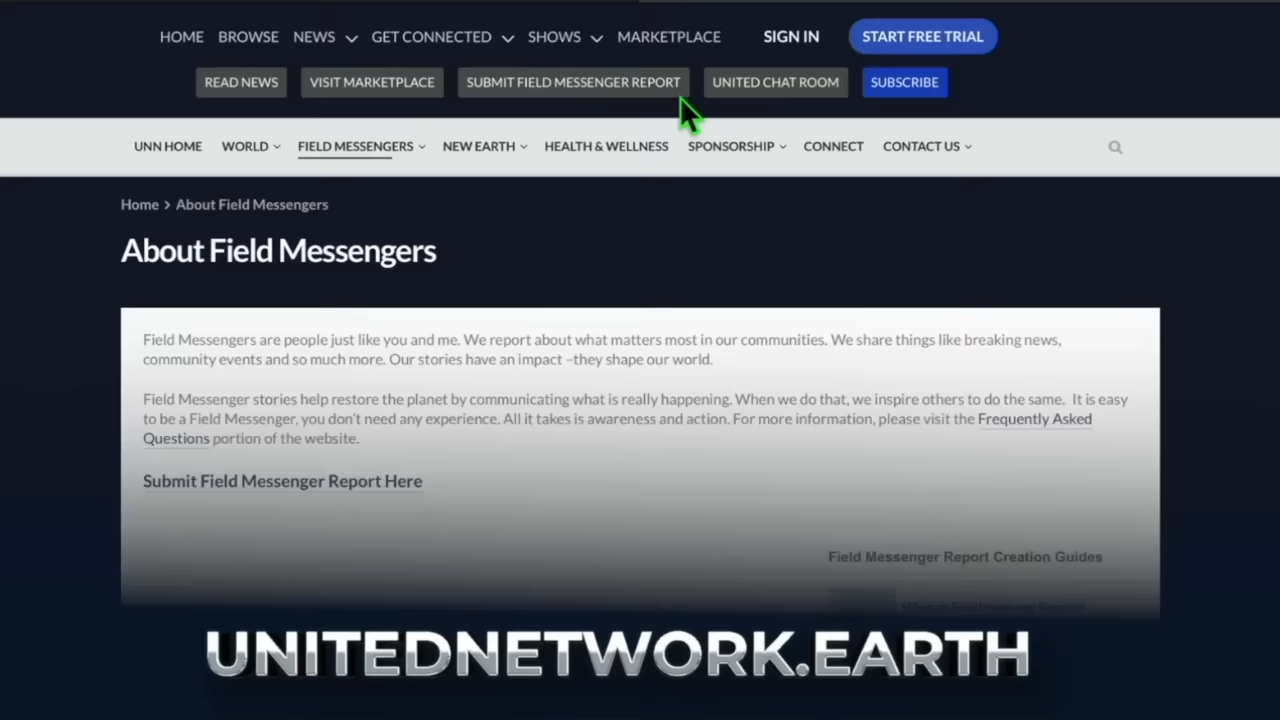 HOME BROWSE NEWS GET CONNECTED SHOWS MARKETPLACE SIGN IN START FREE TRIAL
READ NEWS VISIT MARKETPLACE SUBMIT FIELD MESSENGER REPORT UNITED CHAT ROOM SUBSCRIBE
UNN HOME WORLD FIELD MESSENGERS NEW EARTH HEALTH & WELLNESS SPONSORSHIP CONNECT CONTACT US
Home > About Field Messengers
About Field Messengers
Field Messengers are people just like you and me. We report about what matters most in our communities. We share things like breaking news,
community events and so much more. Our stories have an impact –they shape our world.
Field Messenger stories help restore the planet by communicating what is really happening. When we do that, we inspire others to do the same. It is easy
to be a Field Messenger, you don't need any experience. All it takes is awareness and action. For more information, please visit the Frequently Asked
Questions portion of the website.
Submit Field Messenger Report Here
Field Messenger Report Creation Guides
UNITEDNETWORK.EARTH